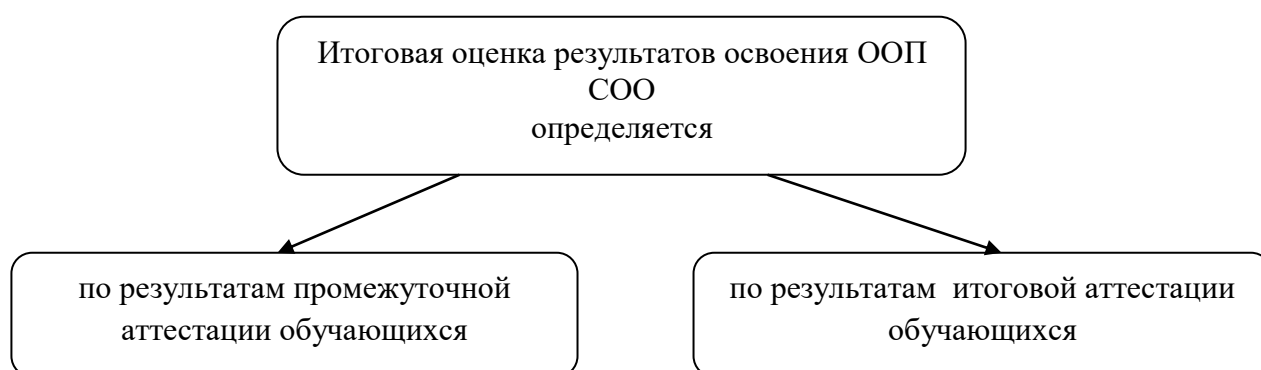 Итоговая оценка результатов освоения ООП
СОО
определяется
по результатам промежуточной
аттестации обучающихся
по результатам итоговой аттестации
обучающихся